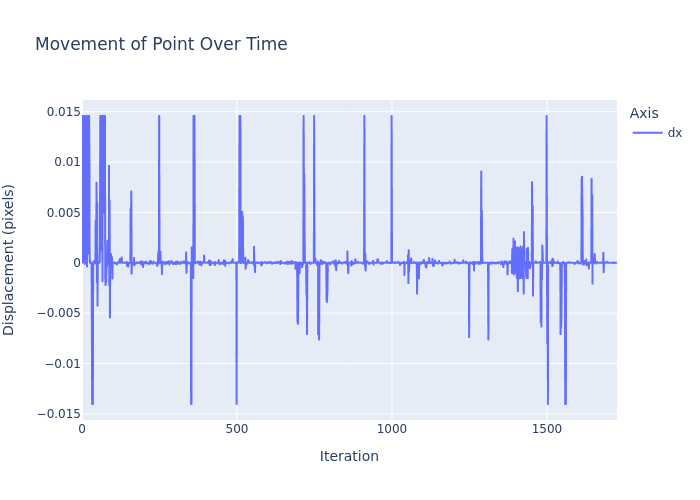 Movement of Point Over Time
Axis
dx
Displacement (pixels)
0.015
0.01
0.005
0
−0.005
−0.01
−0.015
0 500 1000 1500
Iteration